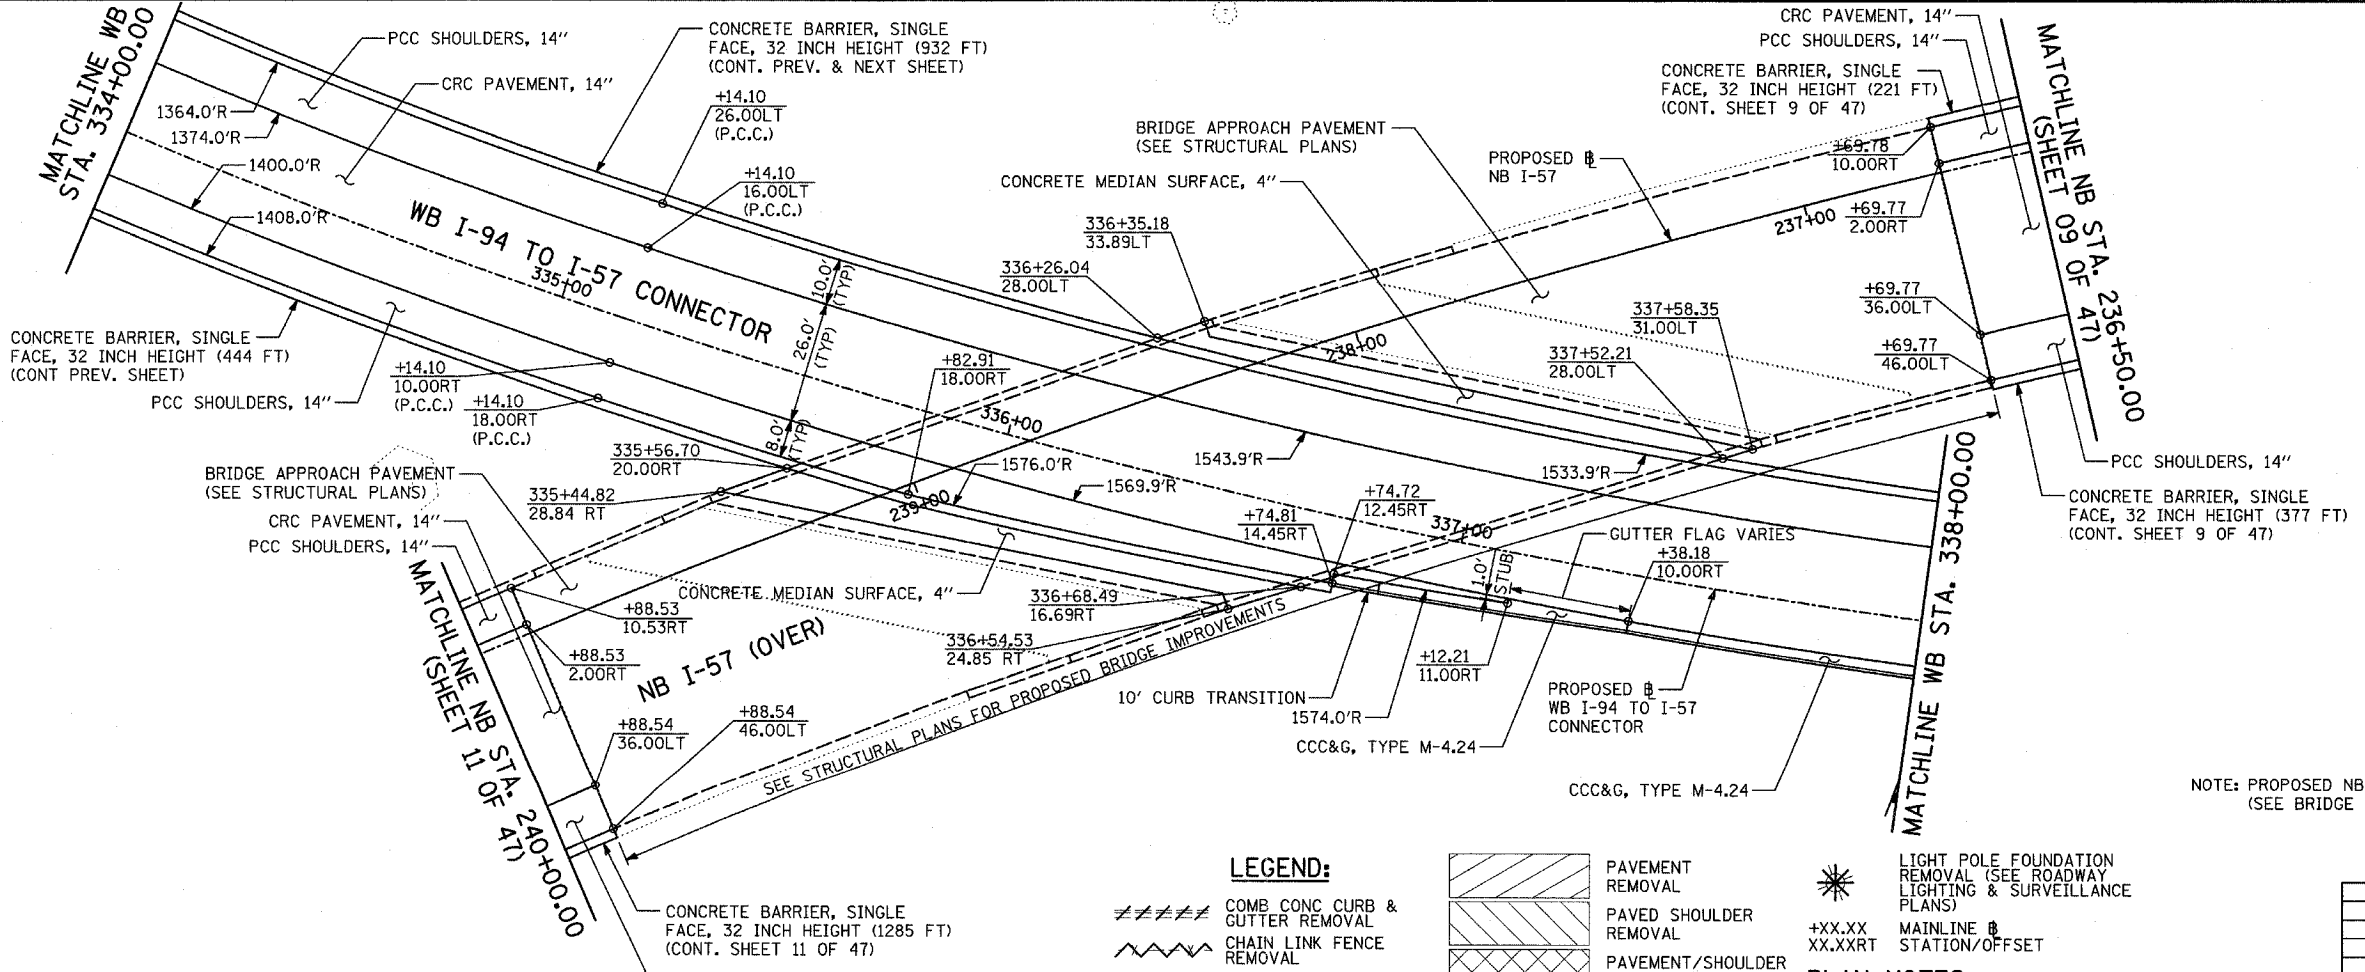 MATCHLINE WB
STA. 334+00.00
PCC SHOULDERS, 14"
CRC PAVEMENT, 14"
1364.0'R
1374.0'R
1400.0'R
1408.0'R
CONCRETE BARRIER, SINGLE
FACE, 32 INCH HEIGHT (932 FT)
(CONT. PREV. & NEXT SHEET)
+14.10
26.00LT
(P.C.C.)
+14.10
16.00LT
(P.C.C.)
WB I-94 TO I-57 CONNECTOR
335+00
10.0'
(TYP)
26.0'
(TYP)
8.0'
(TYP)
CONCRETE BARRIER, SINGLE
FACE, 32 INCH HEIGHT (444 FT)
(CONT PREV. SHEET)
PCC SHOULDERS, 14"
+14.10
10.00RT
(P.C.C.)
+14.10
18.00RT
(P.C.C.)
BRIDGE APPROACH PAVEMENT
(SEE STRUCTURAL PLANS)
CONCRETE MEDIAN SURFACE, 4"
336+35.18
33.89LT
336+26.04
28.00LT
PROPOSED B
NB I-57
CRC PAVEMENT, 14"
PCC SHOULDERS, 14"
CONCRETE BARRIER, SINGLE
FACE, 32 INCH HEIGHT (221 FT)
(CONT. SHEET 9 OF 47)
+69.78
10.00RT
237+00
+69.77
2.00RT
MATCHLINE NB STA. 236+50.00
(SHEET 09 OF 47)
+69.77
36.00LT
+69.77
46.00LT
337+58.35
31.00LT
337+52.21
28.00LT
238+00
+82.91
18.00RT
336+00
335+56.70
20.00RT
335+44.82
28.84 RT
1576.0'R
239+00
1569.9'R
1543.9'R
1533.9'R
PCC SHOULDERS, 14"
CONCRETE BARRIER, SINGLE
FACE, 32 INCH HEIGHT (377 FT)
(CONT. SHEET 9 OF 47)
BRIDGE APPROACH PAVEMENT
(SEE STRUCTURAL PLANS)
CRC PAVEMENT, 14"
PCC SHOULDERS, 14"
MATCHLINE NB STA. 240+00.00
(SHEET 11 OF 47)
+88.53
10.53RT
+88.53
2.00RT
CONCRETE MEDIAN SURFACE, 4"
NB I-57 (OVER)
+88.54
36.00LT
+88.54
46.00LT
336+68.49
16.69RT
336+54.53
24.85 RT
+74.81
14.45RT
+74.72
12.45RT
337+00
1.0'
STUB
GUTTER FLAG VARIES
+38.18
10.00RT
+12.21
11.00RT
10' CURB TRANSITION
1574.0'R
CCC&G, TYPE M-4.24
PROPOSED B
WB I-94 TO I-57
CONNECTOR
CCC&G, TYPE M-4.24
MATCHLINE WB STA. 338+00.00
SEE STRUCTURAL PLANS FOR PROPOSED BRIDGE IMPROVEMENTS
CONCRETE BARRIER, SINGLE
FACE, 32 INCH HEIGHT (1285 FT)
(CONT. SHEET 11 OF 47)
NOTE: PROPOSED NB
(SEE BRIDGE
LEGEND:
COMB CONC CURB &
GUTTER REMOVAL
CHAIN LINK FENCE
REMOVAL
PAVEMENT
REMOVAL
PAVED SHOULDER
REMOVAL
PAVEMENT/SHOULDER
LIGHT POLE FOUNDATION
REMOVAL (SEE ROADWAY
LIGHTING & SURVEILLANCE
PLANS)
+XX.XX MAINLINE B
XX.XXRT STATION/OFFSET